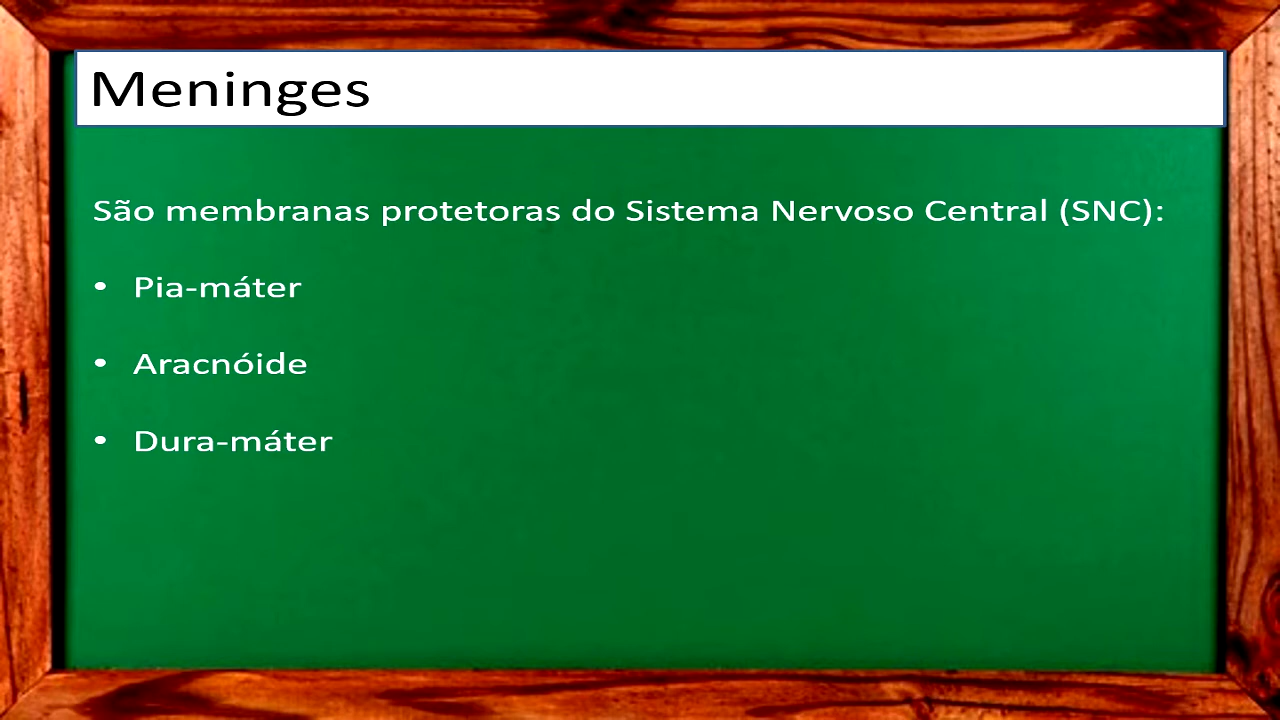 Meninges
São membranas protetoras do Sistema Nervoso Central (SNC):
• Pia-máter
• Aracnóide
• Dura-máter